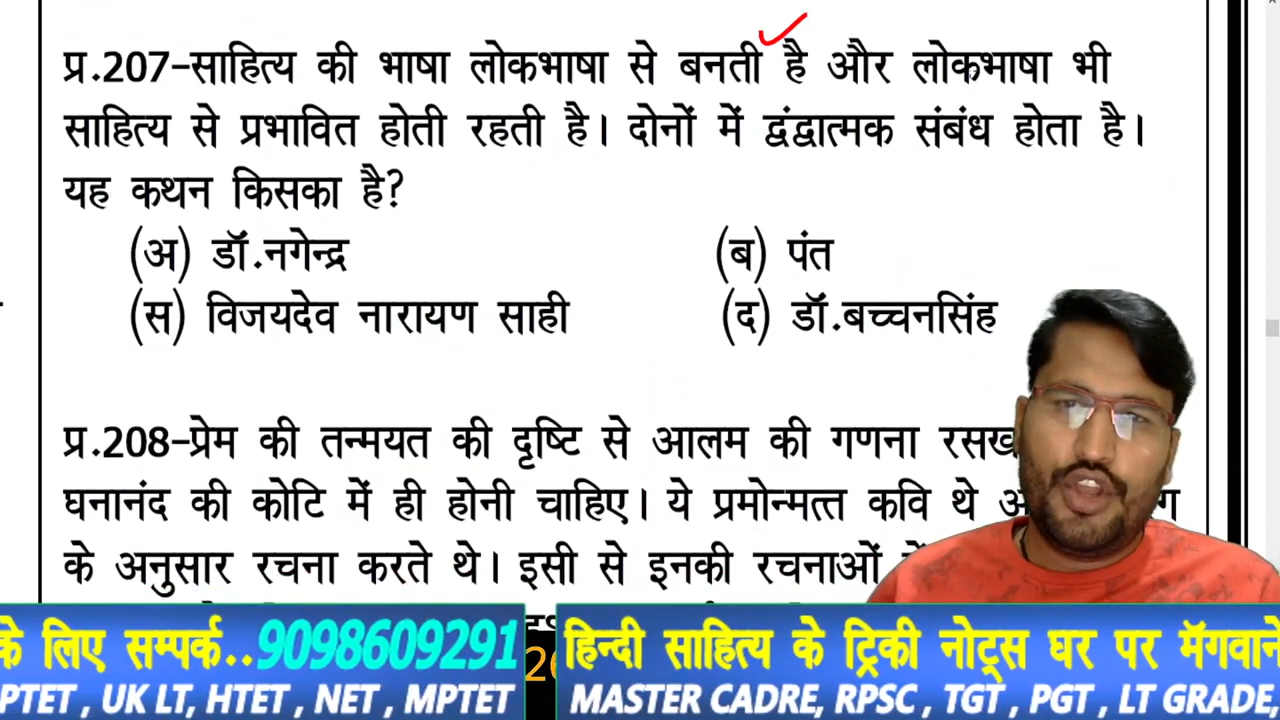 प्र.207-साहित्य की भाषा लोकभाषा से बनती है और लोकभाषा भी
साहित्य से प्रभावित होती रहती है। दोनों में द्वंद्वात्मक संबंध होता है।
यह कथन किसका है?
(अ) डॉ.नगेन्द्र (ब) पंत
(स) विजयदेव नारायण साही (द) डॉ.बच्चनसिंह
प्र.208-प्रेम की तन्मयत की दृष्टि से आलम की गणना
घनानंद की कोटि में ही होनी चाहिए। ये प्रमोन्मत्त कवि थे
के अनुसार रचना करते थे। इसी से इनकी रचनाओं
के लिए सम्पर्क..9098609291 हिन्दी साहित्य के ट्रिकी नोट्स घर पर मॅगवाने
PTET , UK LT, HTET , NET , MPTET MASTER CADRE, RPSC , TGT , PGT , LT GRADE,